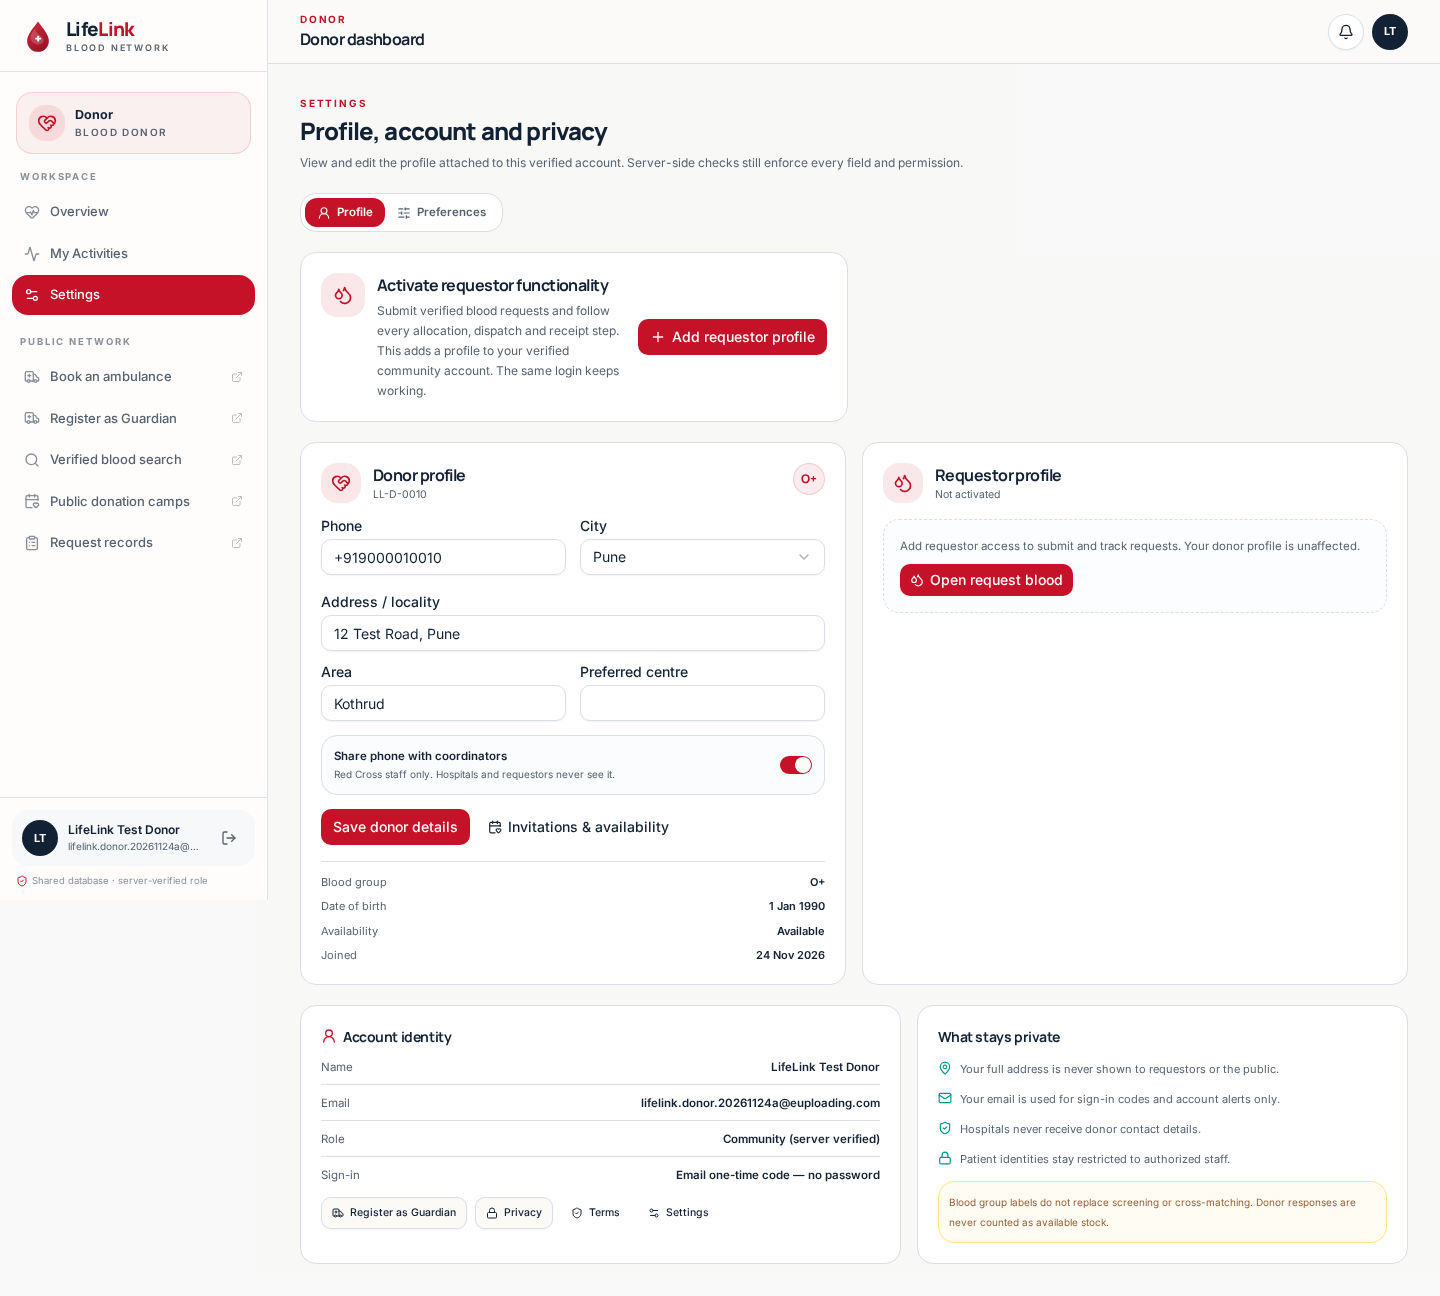 LifeLink
BLOOD NETWORK
Donor
BLOOD DONOR
WORKSPACE
Overview
My Activities
Settings
PUBLIC NETWORK
Book an ambulance
Register as Guardian
Verified blood search
Public donation camps
Request records
LT
LifeLink Test Donor
lifelink.donor.20261124a@...
Shared database · server-verified role
DONOR
Donor dashboard
LT
SETTINGS
Profile, account and privacy
View and edit the profile attached to this verified account. Server-side checks still enforce every field and permission.
Profile
Preferences
Activate requestor functionality
Submit verified blood requests and follow
every allocation, dispatch and receipt step.
This adds a profile to your verified
community account. The same login keeps
working.
Add requestor profile
Donor profile
LL-D-0010
O+
Phone
City
+919000010010
Pune
Address / locality
12 Test Road, Pune
Area
Preferred centre
Kothrud
Share phone with coordinators
Red Cross staff only. Hospitals and requestors never see it.
Save donor details
Invitations & availability
Blood group O+
Date of birth 1 Jan 1990
Availability Available
Joined 24 Nov 2026
Requestor profile
Not activated
Add requestor access to submit and track requests. Your donor profile is unaffected.
Open request blood
Account identity
Name LifeLink Test Donor
Email lifelink.donor.20261124a@euploading.com
Role Community (server verified)
Sign-in Email one-time code — no password
Register as Guardian
Privacy
Terms
Settings
What stays private
Your full address is never shown to requestors or the public.
Your email is used for sign-in codes and account alerts only.
Hospitals never receive donor contact details.
Patient identities stay restricted to authorized staff.
Blood group labels do not replace screening or cross-matching. Donor responses are
never counted as available stock.